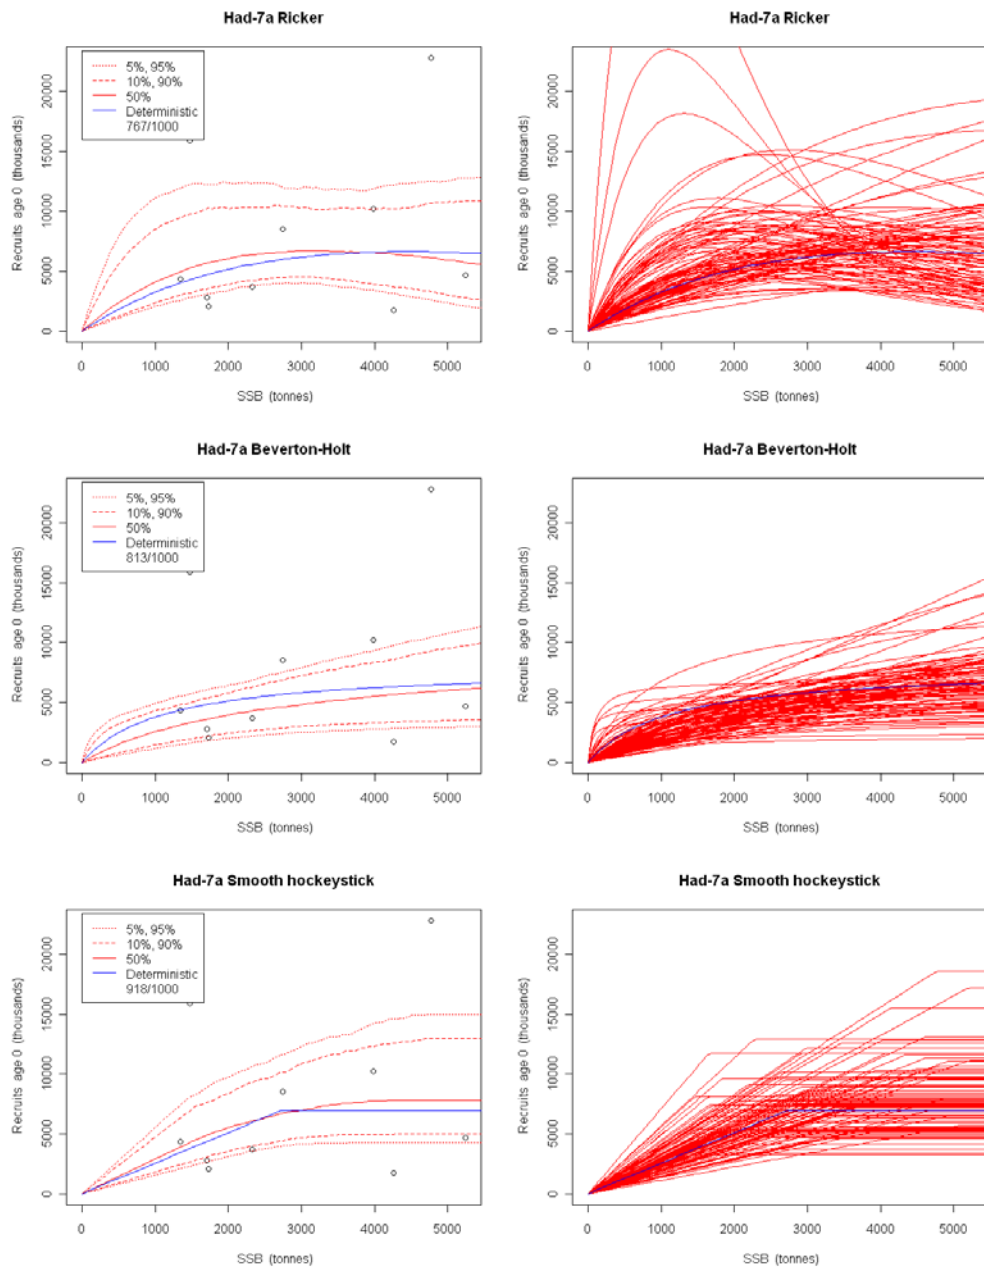 Had-7a Ricker
Had-7a Ricker
5%, 95%
10%, 90%
50%
Deterministic
767/1000
Recruits age 0 (thousands)
0
5000
10000
15000
20000
0 1000 2000 3000 4000 5000
SSB (tonnes)
Recruits age 0 (thousands)
0
5000
10000
15000
20000
0 1000 2000 3000 4000 5000
SSB (tonnes)
Had-7a Beverton-Holt
Had-7a Beverton-Holt
5%, 95%
10%, 90%
50%
Deterministic
813/1000
Recruits age 0 (thousands)
0
5000
10000
15000
20000
0 1000 2000 3000 4000 5000
SSB (tonnes)
Recruits age 0 (thousands)
0
5000
10000
15000
20000
0 1000 2000 3000 4000 5000
SSB (tonnes)
Had-7a Smooth hockeystick
Had-7a Smooth hockeystick
5%, 95%
10%, 90%
50%
Deterministic
918/1000
Recruits age 0 (thousands)
0
5000
10000
15000
20000
0 1000 2000 3000 4000 5000
SSB (tonnes)
Recruits age 0 (thousands)
0
5000
10000
15000
20000
0 1000 2000 3000 4000 5000
SSB (tonnes)